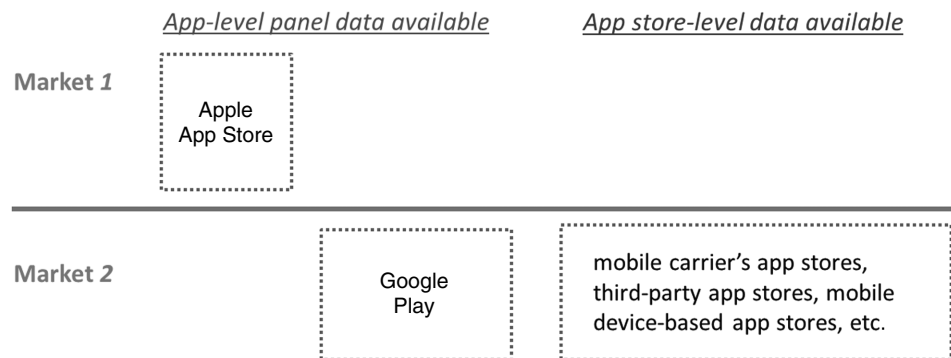 App-level panel data available
App store-level data available
Market 1
Apple
App Store
Market 2
Google
Play
mobile carrier’s app stores,
third-party app stores, mobile
device-based app stores, etc.